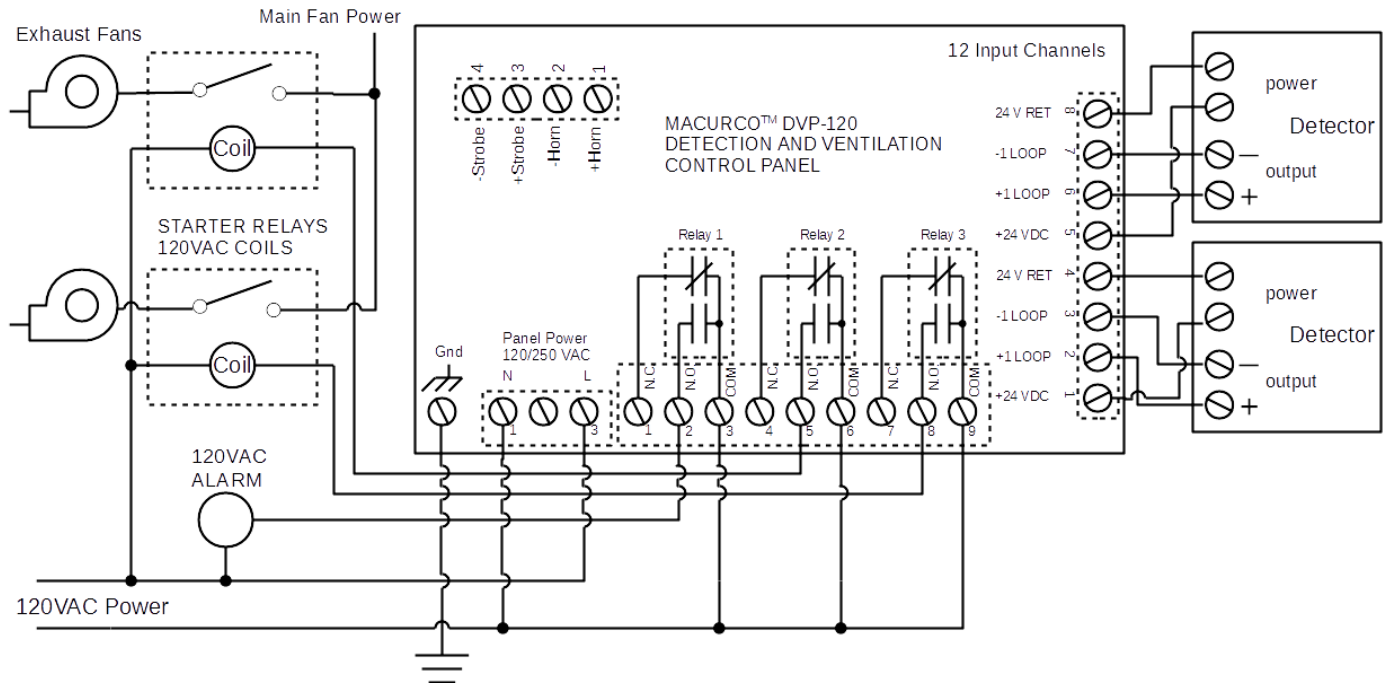 Main Fan Power
Exhaust Fans
Coil
STARTER RELAYS
120VAC COILS
Coil
120VAC
ALARM
120VAC Power
4
3
2
1
-Strobe
+Strobe
-Horn
+Horn
MACURCO™ DVP-120
DETECTION AND VENTILATION
CONTROL PANEL
12 Input Channels
24 V RET 8
-1 LOOP 7
+1 LOOP 6
+24 VDC 5
24 V RET 4
-1 LOOP 3
+1 LOOP 2
+24 VDC 1
power
Detector
output
—
+
power
Detector
output
—
+
Relay 1
Relay 2
Relay 3
Gnd
Panel Power
120/250 VAC
N L
1 3
N.C.
N.O
COM
N.C.
N.O
COM
N.C.
N.O
COM
1 2 3 4 5 6 7 8 9